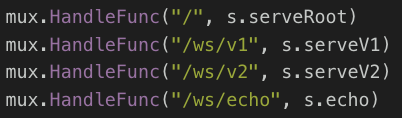 mux.HandleFunc("/", s.serveRoot)
mux.HandleFunc("/ws/v1", s.serveV1)
mux.HandleFunc("/ws/v2", s.serveV2)
mux.HandleFunc("/ws/echo", s.echo)